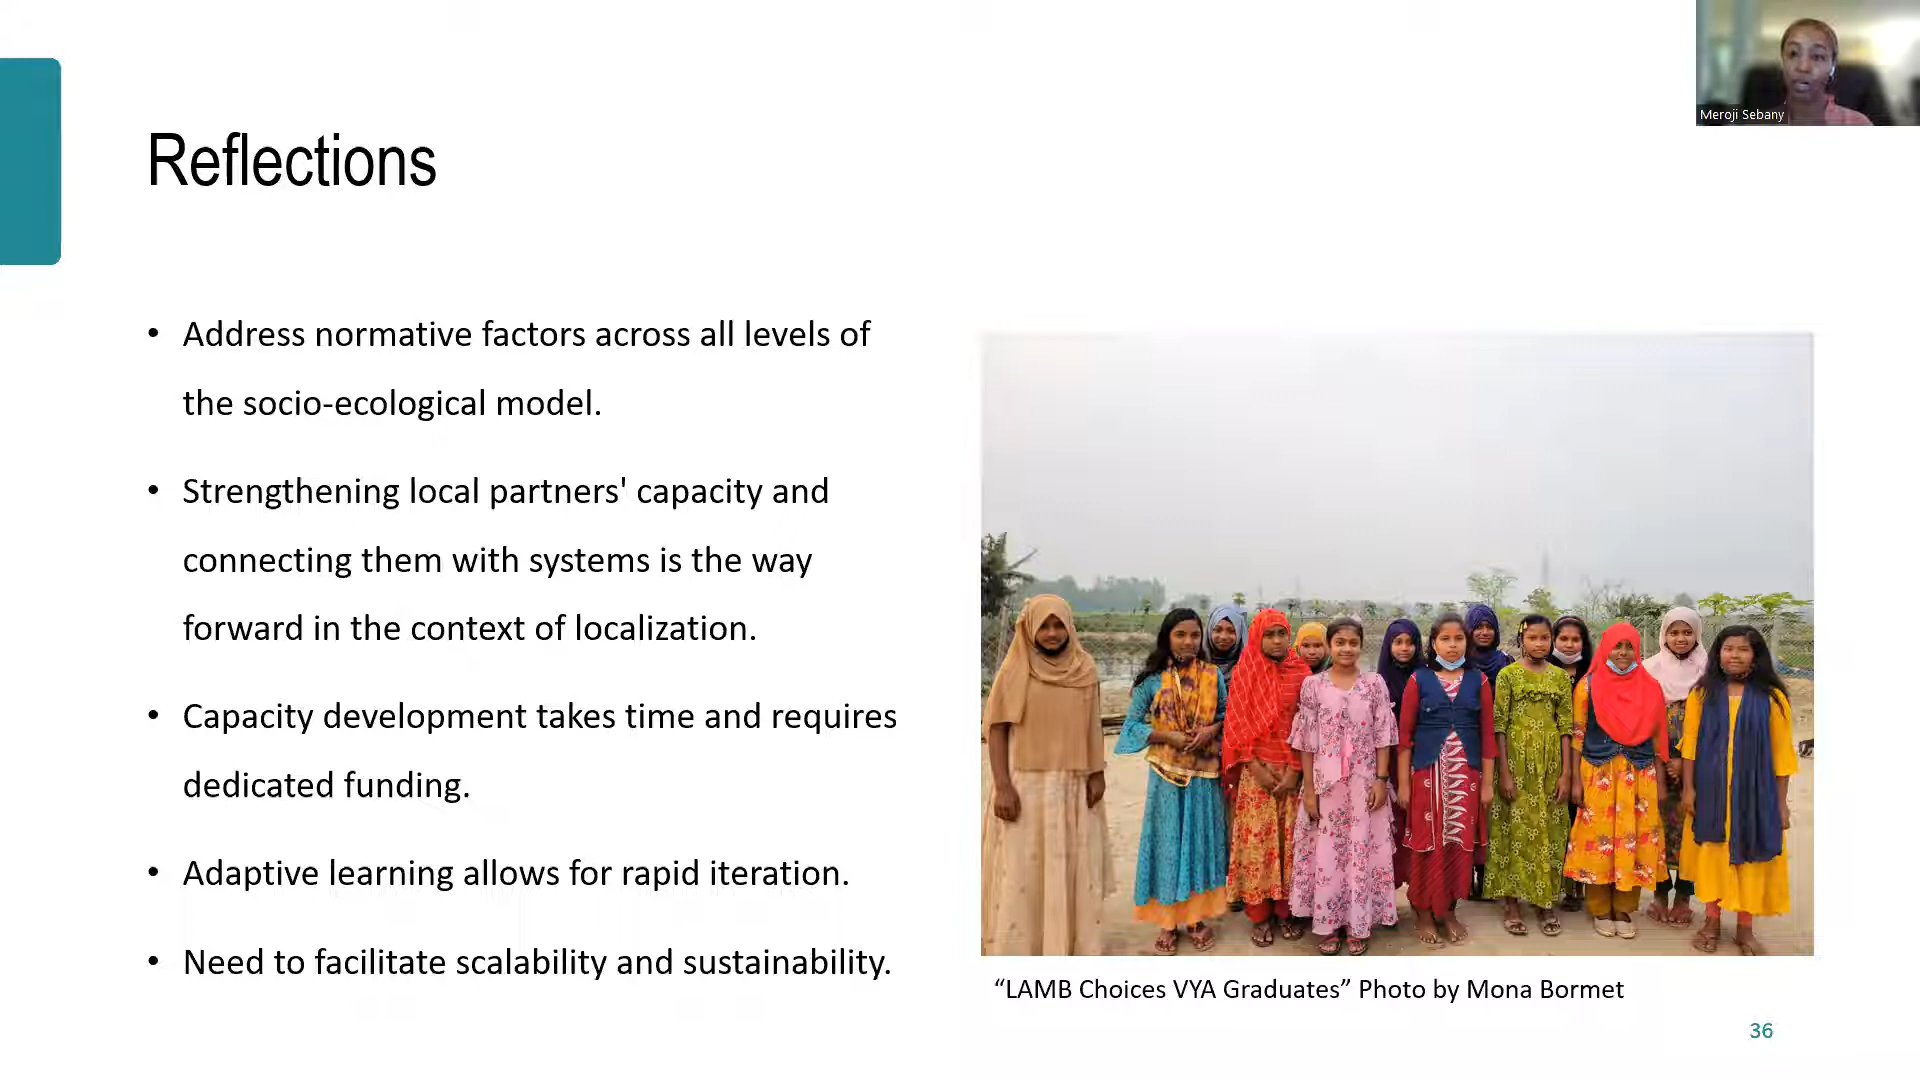 Meroji Sebany
Reflections
• Address normative factors across all levels of
the socio-ecological model.
• Strengthening local partners' capacity and
connecting them with systems is the way
forward in the context of localization.
• Capacity development takes time and requires
dedicated funding.
• Adaptive learning allows for rapid iteration.
• Need to facilitate scalability and sustainability.
“LAMB Choices VYA Graduates” Photo by Mona Bormet
36